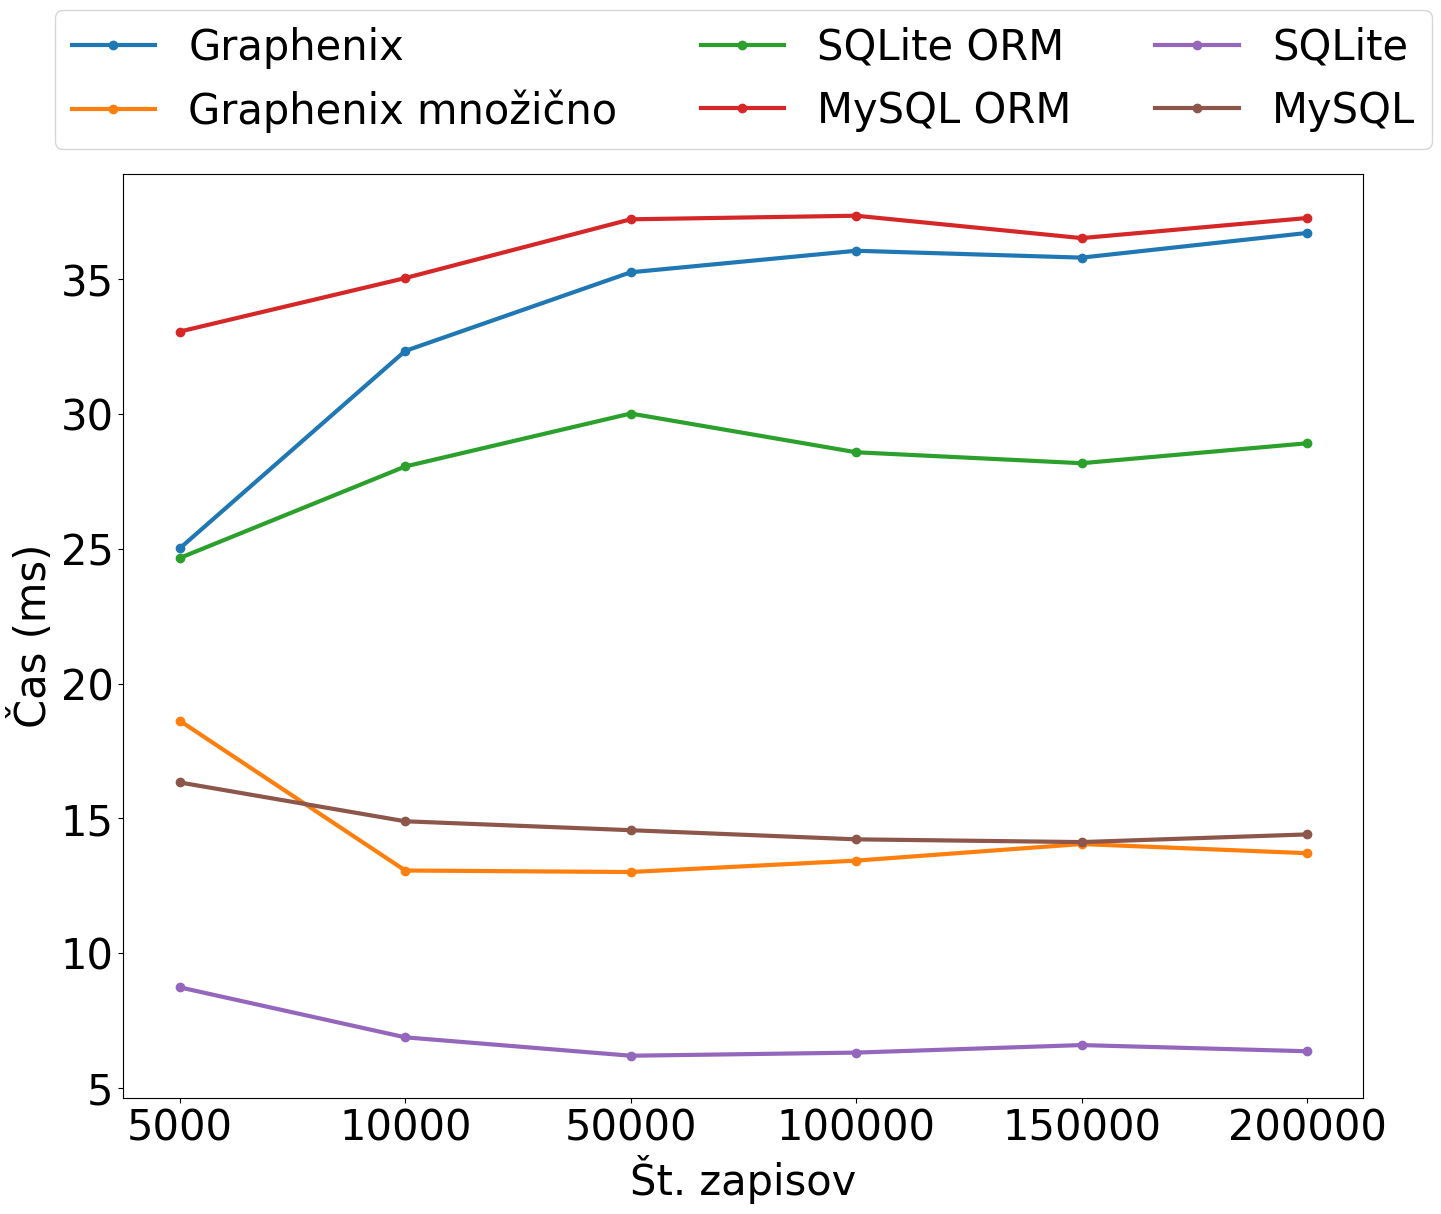 Graphenix
SQLite ORM
SQLite
Graphenix množično
MySQL ORM
MySQL
35
30
25
20
15
10
5
Čas (ms)
5000 10000 50000 100000 150000 200000
Št. zapisov